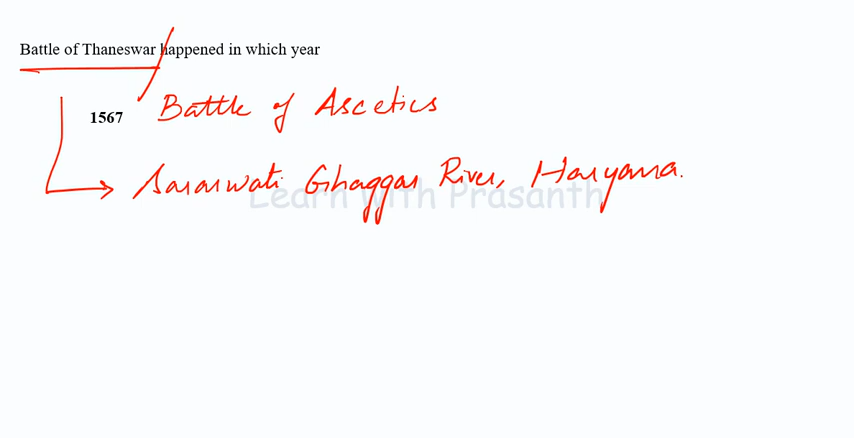 Battle of Thaneswar happened in which year
1567 Battle of Ascetics
Saraswati Ghaggar River, Haryana.
Learn with Prasanth